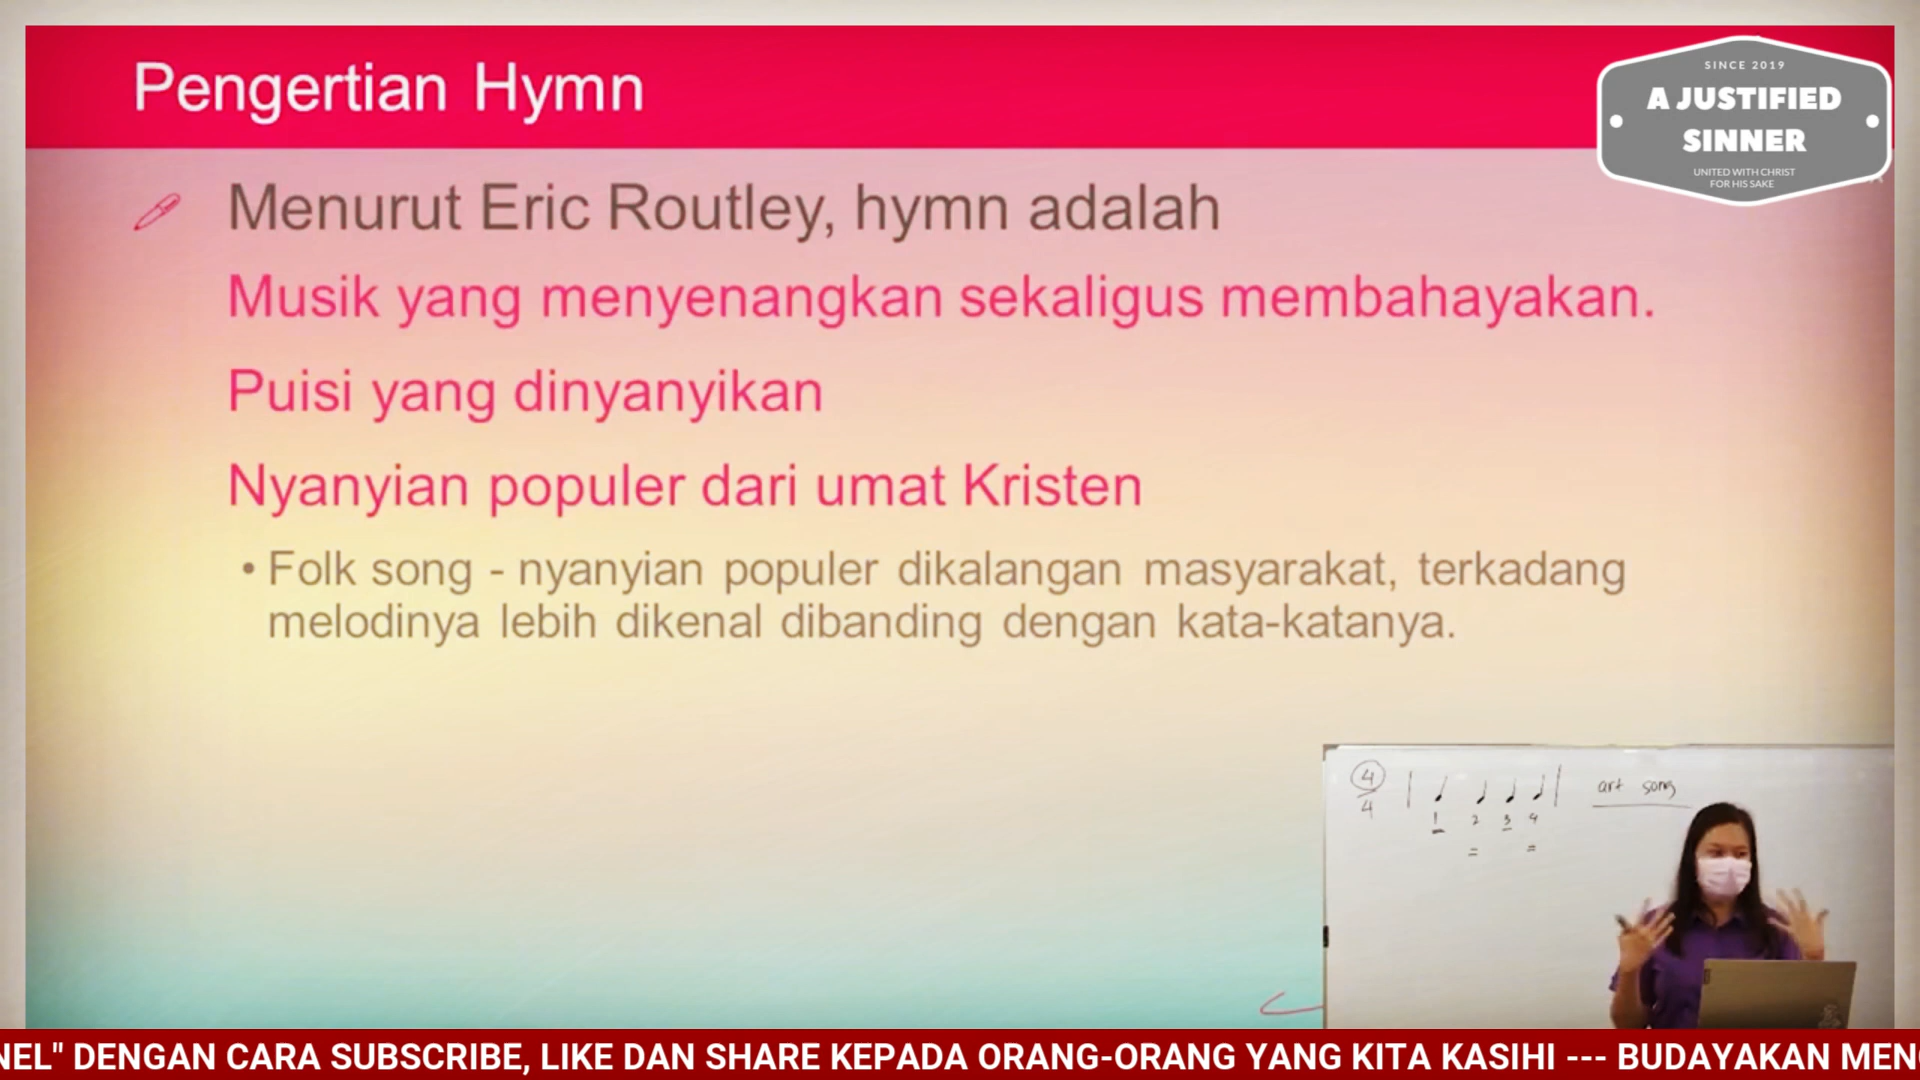 Pengertian Hymn
SINCE 2019
A JUSTIFIED
SINNER
UNITED WITH CHRIST
FOR HIS SAKE
Menurut Eric Routley, hymn adalah
Musik yang menyenangkan sekaligus membahayakan.
Puisi yang dinyanyikan
Nyanyian populer dari umat Kristen
• Folk song - nyanyian populer dikalangan masyarakat, terkadang
melodinya lebih dikenal dibanding dengan kata-katanya.
4
4
art song
1 2 3 4
= =
NEL" DENGAN CARA SUBSCRIBE, LIKE DAN SHARE KEPADA ORANG-ORANG YANG KITA KASIHI --- BUDAYAKAN MEN